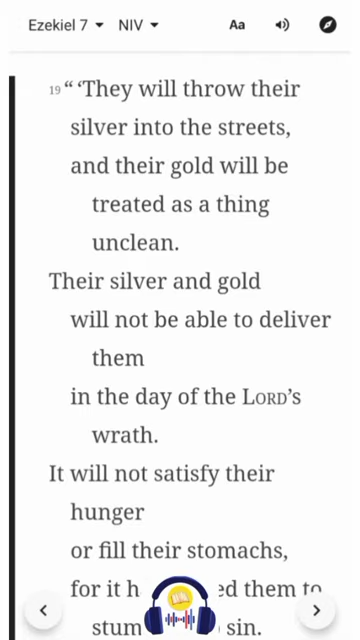 Ezekiel 7 NIV Aa
19 “ ‘They will throw their
silver into the streets,
and their gold will be
treated as a thing
unclean.
Their silver and gold
will not be able to deliver
them
in the day of the LORD’s
wrath.
It will not satisfy their
hunger
or fill their stomachs,
for it them to
sin.